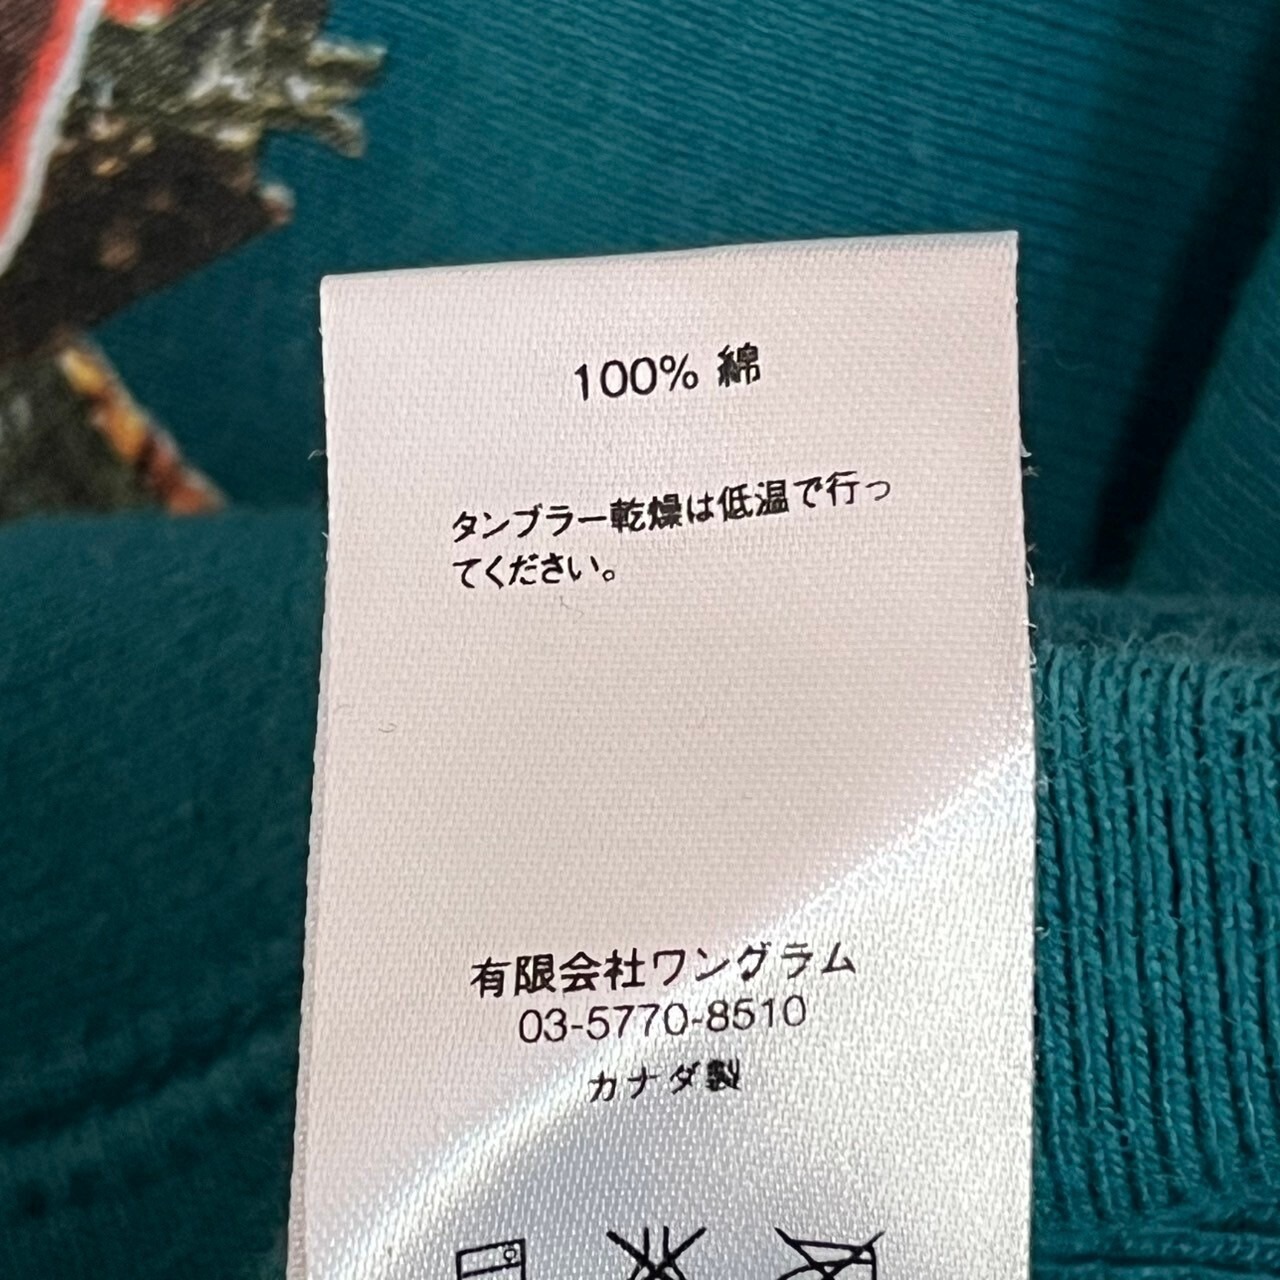 100% 綿
タンブラー乾燥は低温で行っ
てください。
有限会社ワングラム
03-5770-8510
カナダ製